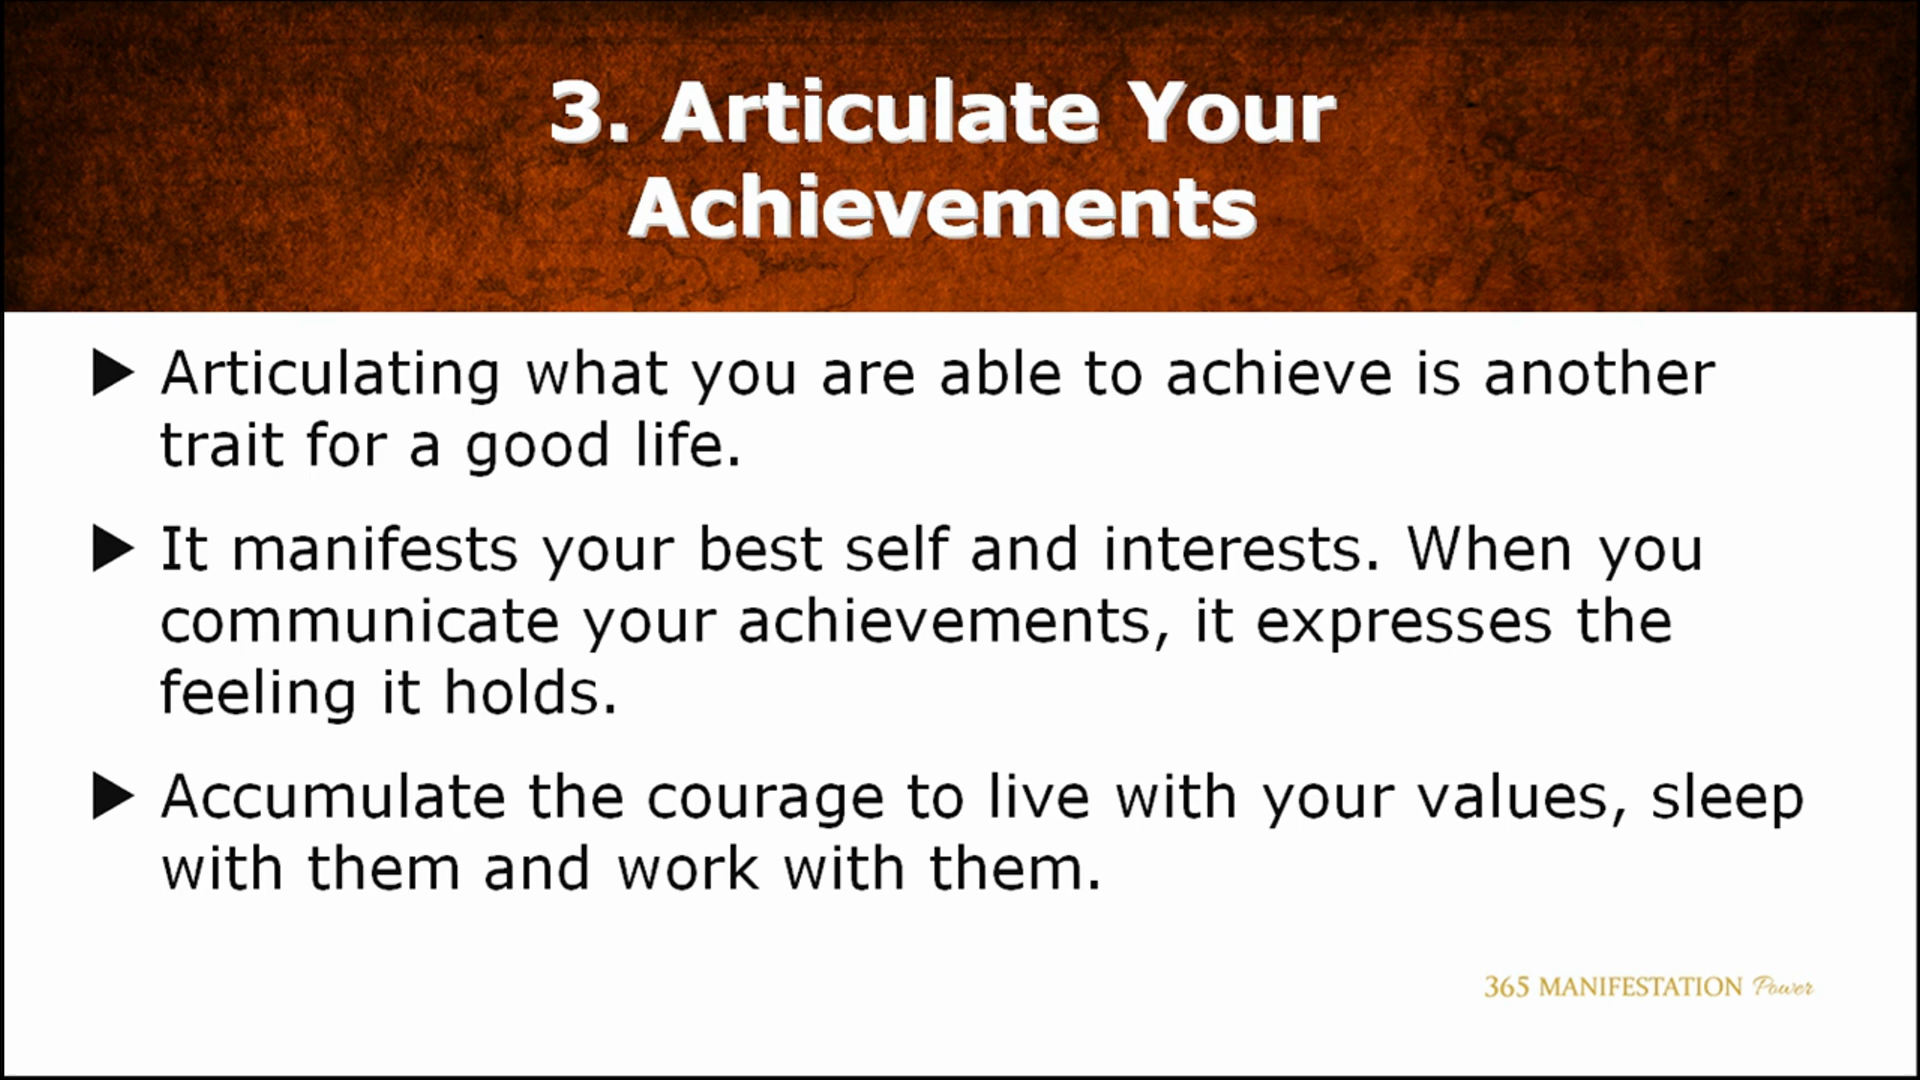 3. Articulate Your
Achievements
Articulating what you are able to achieve is another
trait for a good life.
It manifests your best self and interests. When you
communicate your achievements, it expresses the
feeling it holds.
Accumulate the courage to live with your values, sleep
with them and work with them.
365 MANIFESTATION Power